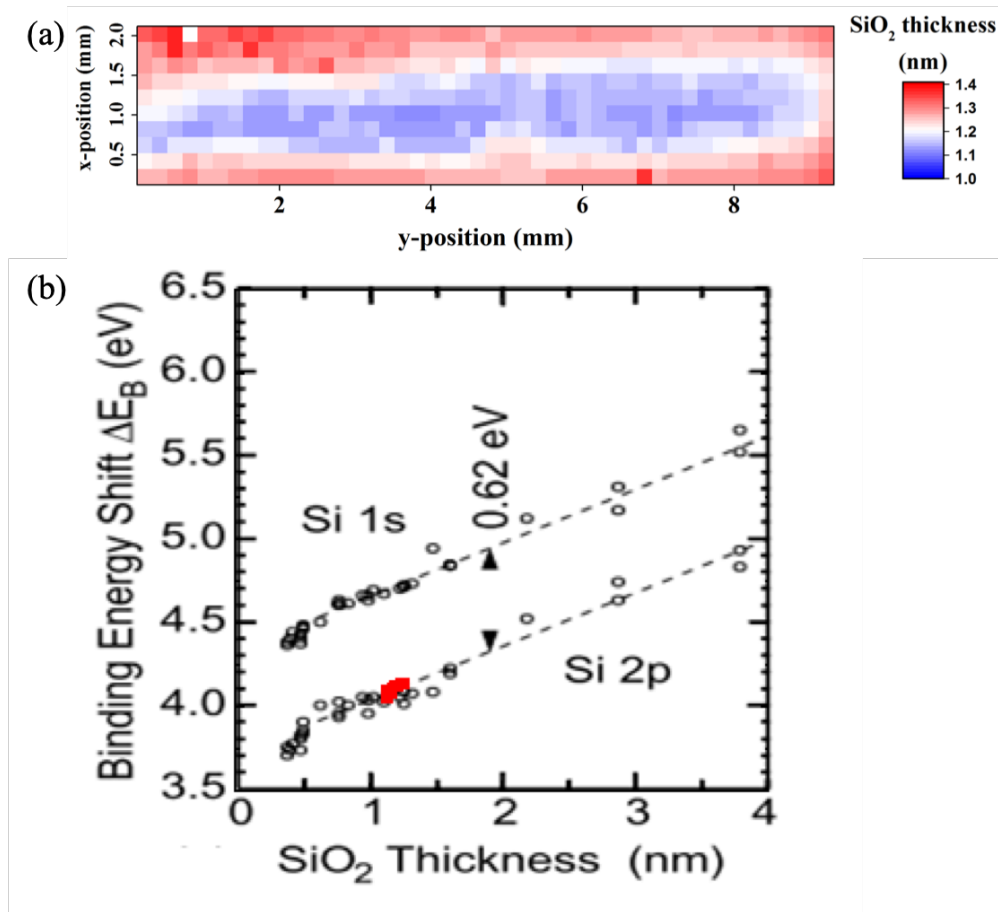 (a)
SiO2 thickness
(nm)
1.4
1.3
1.2
1.1
1.0
x-position (mm)
2.0
1.5
1.0
0.5
2 4 6 8
y-position (mm)
(b)
Binding Energy Shift ΔEB (eV)
6.5
6.0
5.5
5.0
4.5
4.0
3.5
Si 1s
0.62 eV
Si 2p
0 1 2 3 4
SiO2 Thickness (nm)